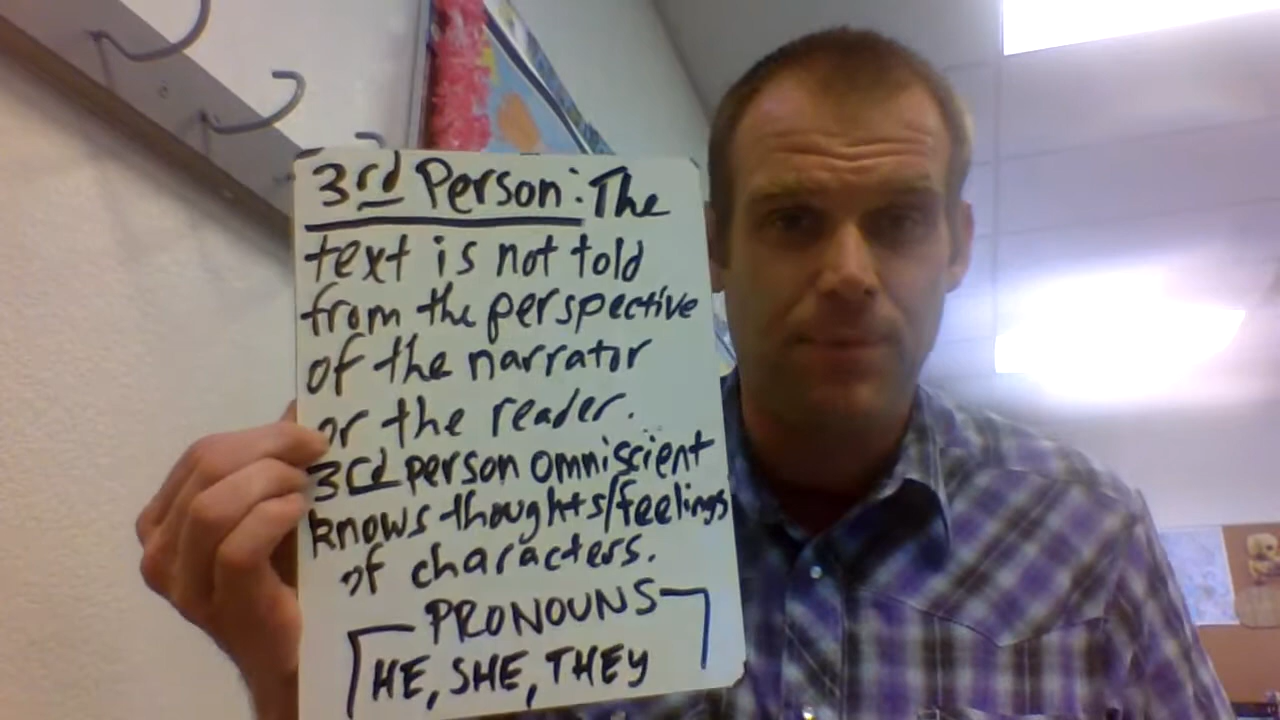 3rd Person: The
text is not told
from the perspective
of the narrator
or the reader.
3rd person omniscient
knows thoughts/feelings
of characters.
PRONOUNS
HE, SHE, THEY